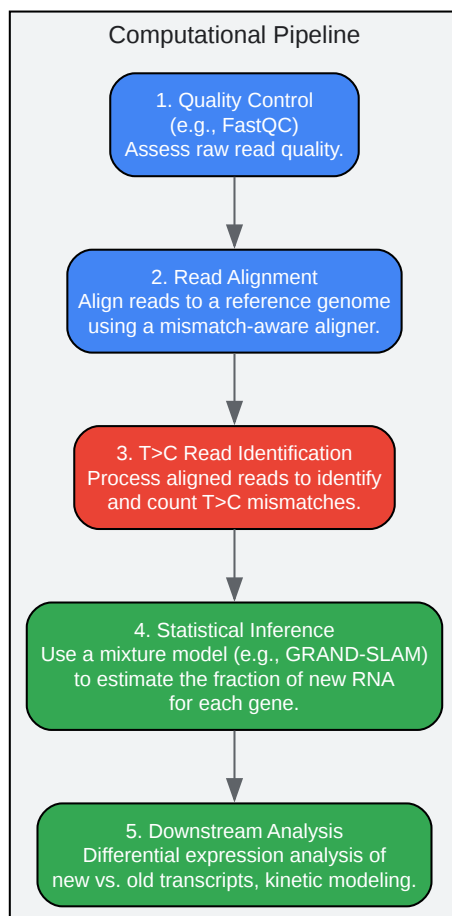 Computational Pipeline
1. Quality Control
(e.g., FastQC)
Assess raw read quality.
2. Read Alignment
Align reads to a reference genome
using a mismatch-aware aligner.
3. T>C Read Identification
Process aligned reads to identify
and count T>C mismatches.
4. Statistical Inference
Use a mixture model (e.g., GRAND-SLAM)
to estimate the fraction of new RNA
for each gene.
5. Downstream Analysis
Differential expression analysis of
new vs. old transcripts, kinetic modeling.